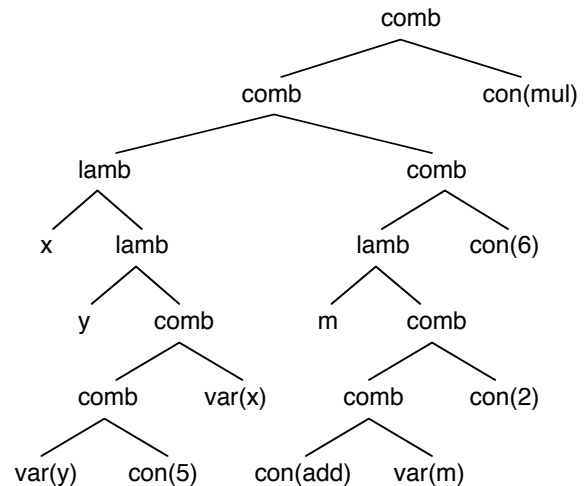 comb
comb con(mul)
lamb comb
x lamb lamb con(6)
y comb m comb
comb var(x) comb con(2)
var(y) con(5) con(add) var(m)